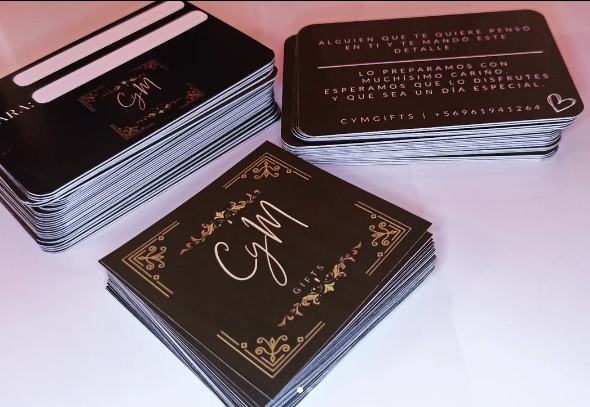 ARA:
CyM
ALGUIEN QUE TE QUIERE PENSÓ
EN TI Y TE MANDÓ ESTE
DETALLE.
LO PREPARAMOS CON
MUCHÍSIMO CARIÑO,
ESPERAMOS QUE LO DISFRUTES
Y QUE SEA UN DÍA ESPECIAL.
CYMGIFTS | +56961941264
CyM
GIFTS